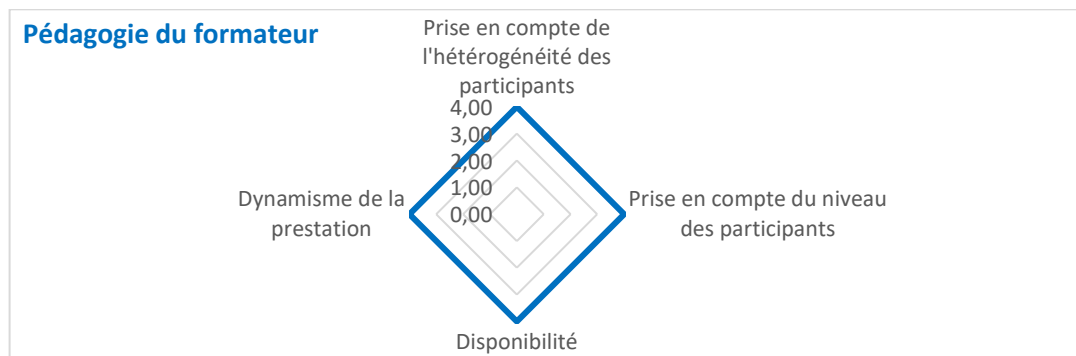 Pédagogie du formateur
Prise en compte de
l'hétérogénéité des
participants
4,00
3,00
2,00
1,00
0,00
Dynamisme de la
prestation
Prise en compte du niveau
des participants
Disponibilité